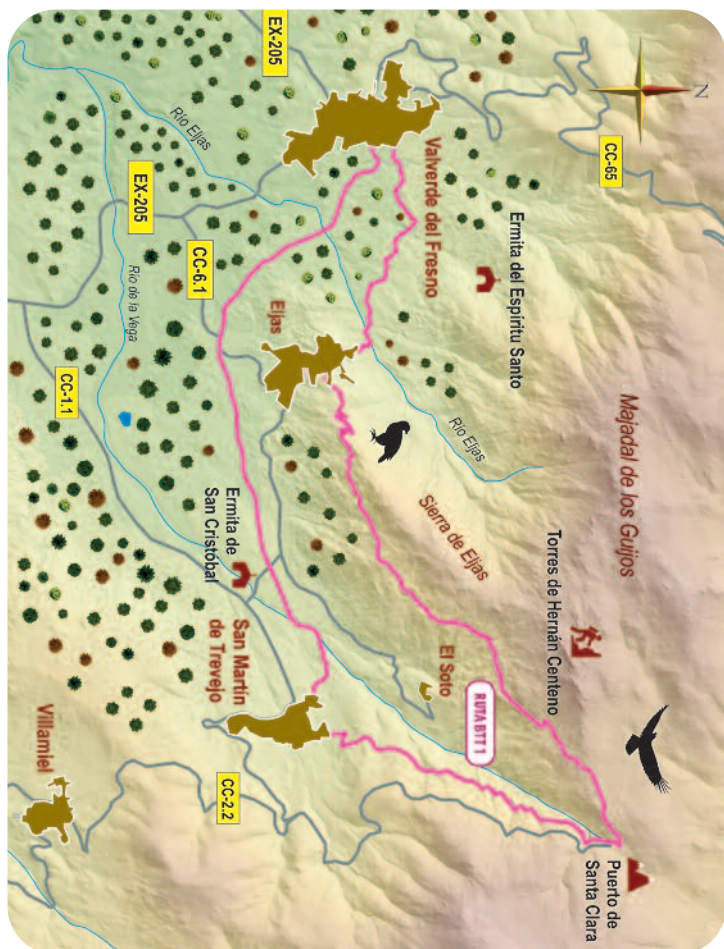 N
CC-65
EX-205
Río Eljas
Valverde del Fresno
Ermita del Espíritu Santo
Majadal de los Guijos
EX-205
CC-6.1
Río de la Vega
Eljas
Río Eljas
Sierra de Eljas
Torres de Hernán Centeno
CC-1.1
Ermita de
San Cristóbal
San Martín
de Trevejo
El Soto
RUTA BTT 1
CC-2.2
Villamiel
Puerto de
Santa Clara